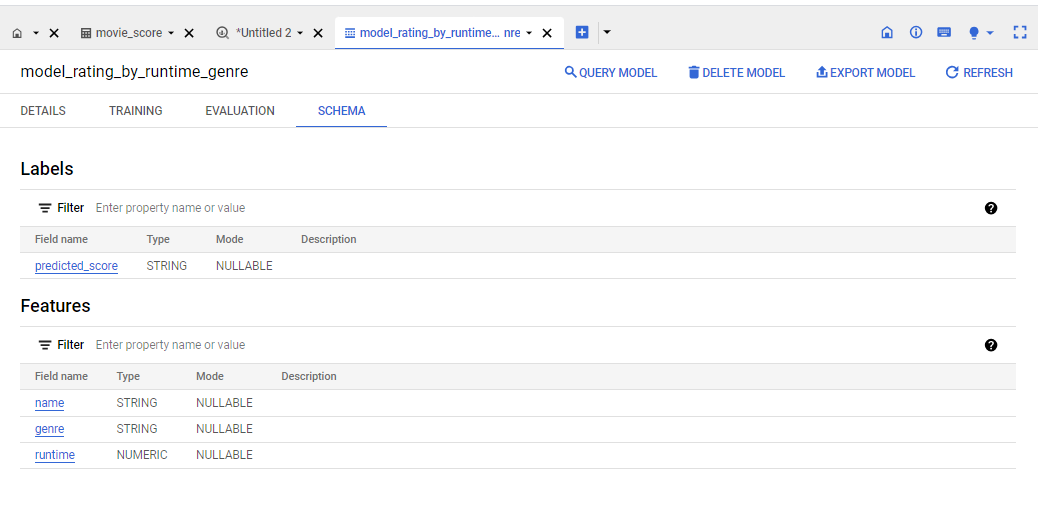 movie_score *Untitled 2 model_rating_by_runtime... nre
model_rating_by_runtime_genre QUERY MODEL DELETE MODEL EXPORT MODEL REFRESH
DETAILS TRAINING EVALUATION SCHEMA
Labels
Filter Enter property name or value
Field name Type Mode Description
predicted_score STRING NULLABLE
Features
Filter Enter property name or value
Field name Type Mode Description
name STRING NULLABLE
genre STRING NULLABLE
runtime NUMERIC NULLABLE